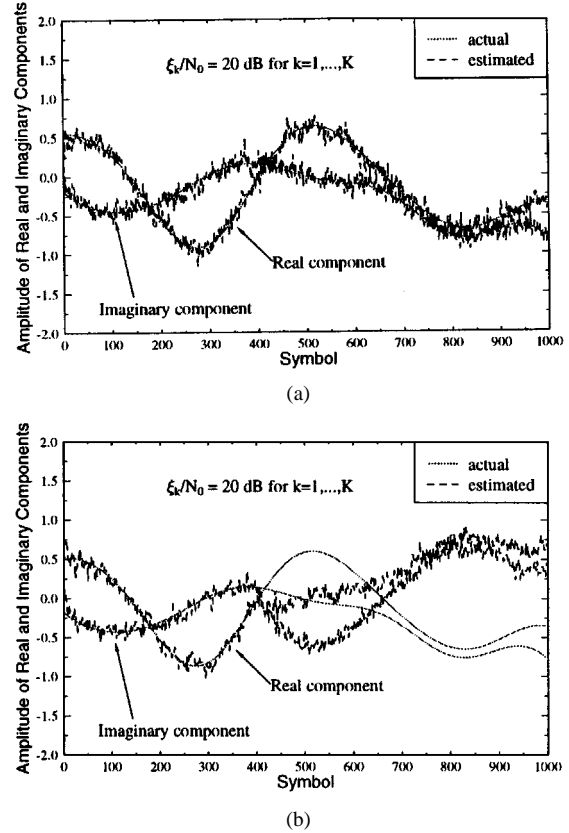 2.0
1.5
1.0
0.5
0.0
-0.5
-1.0
-1.5
-2.0
Amplitude of Real and Imaginary Components
ξk/N0 = 20 dB for k=1,...,K
actual
estimated
Real component
Imaginary component
0 100 200 300 400 500 600 700 800 900 1000
Symbol
(a)
2.0
1.5
1.0
0.5
0.0
-0.5
-1.0
-1.5
-2.0
Amplitude of Real and Imaginary Components
ξk/N0 = 20 dB for k=1,...,K
actual
estimated
Real component
Imaginary component
0 100 200 300 400 500 600 700 800 900 1000
Symbol
(b)